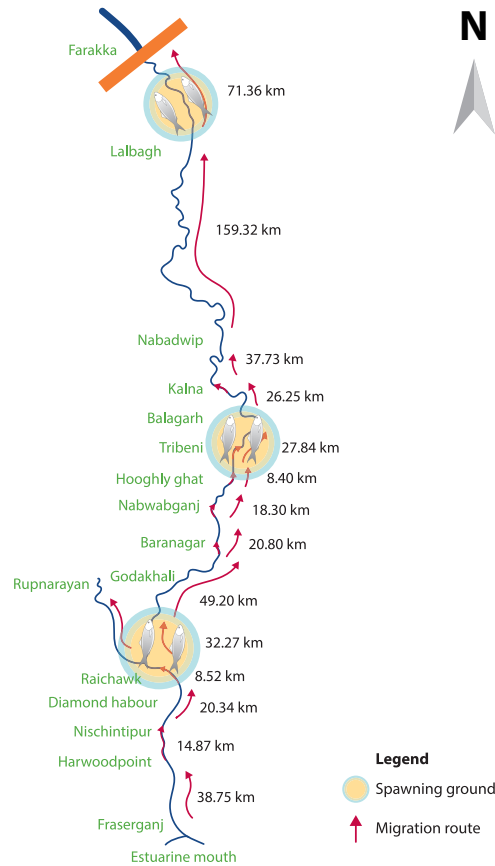 N
Farakka
71.36 km
Lalbagh
159.32 km
Nabadwip
37.73 km
Kalna
26.25 km
Balagarh
Tribeni
27.84 km
Hooghly ghat
8.40 km
Nabwabganj
18.30 km
Baranagar
20.80 km
Godakhali
Rupnarayan
49.20 km
32.27 km
Raichawk
8.52 km
Diamond habour
20.34 km
Nischintipur
14.87 km
Harwoodpoint
38.75 km
Fraserganj
Estuarine mouth
Legend
Spawning ground
Migration route